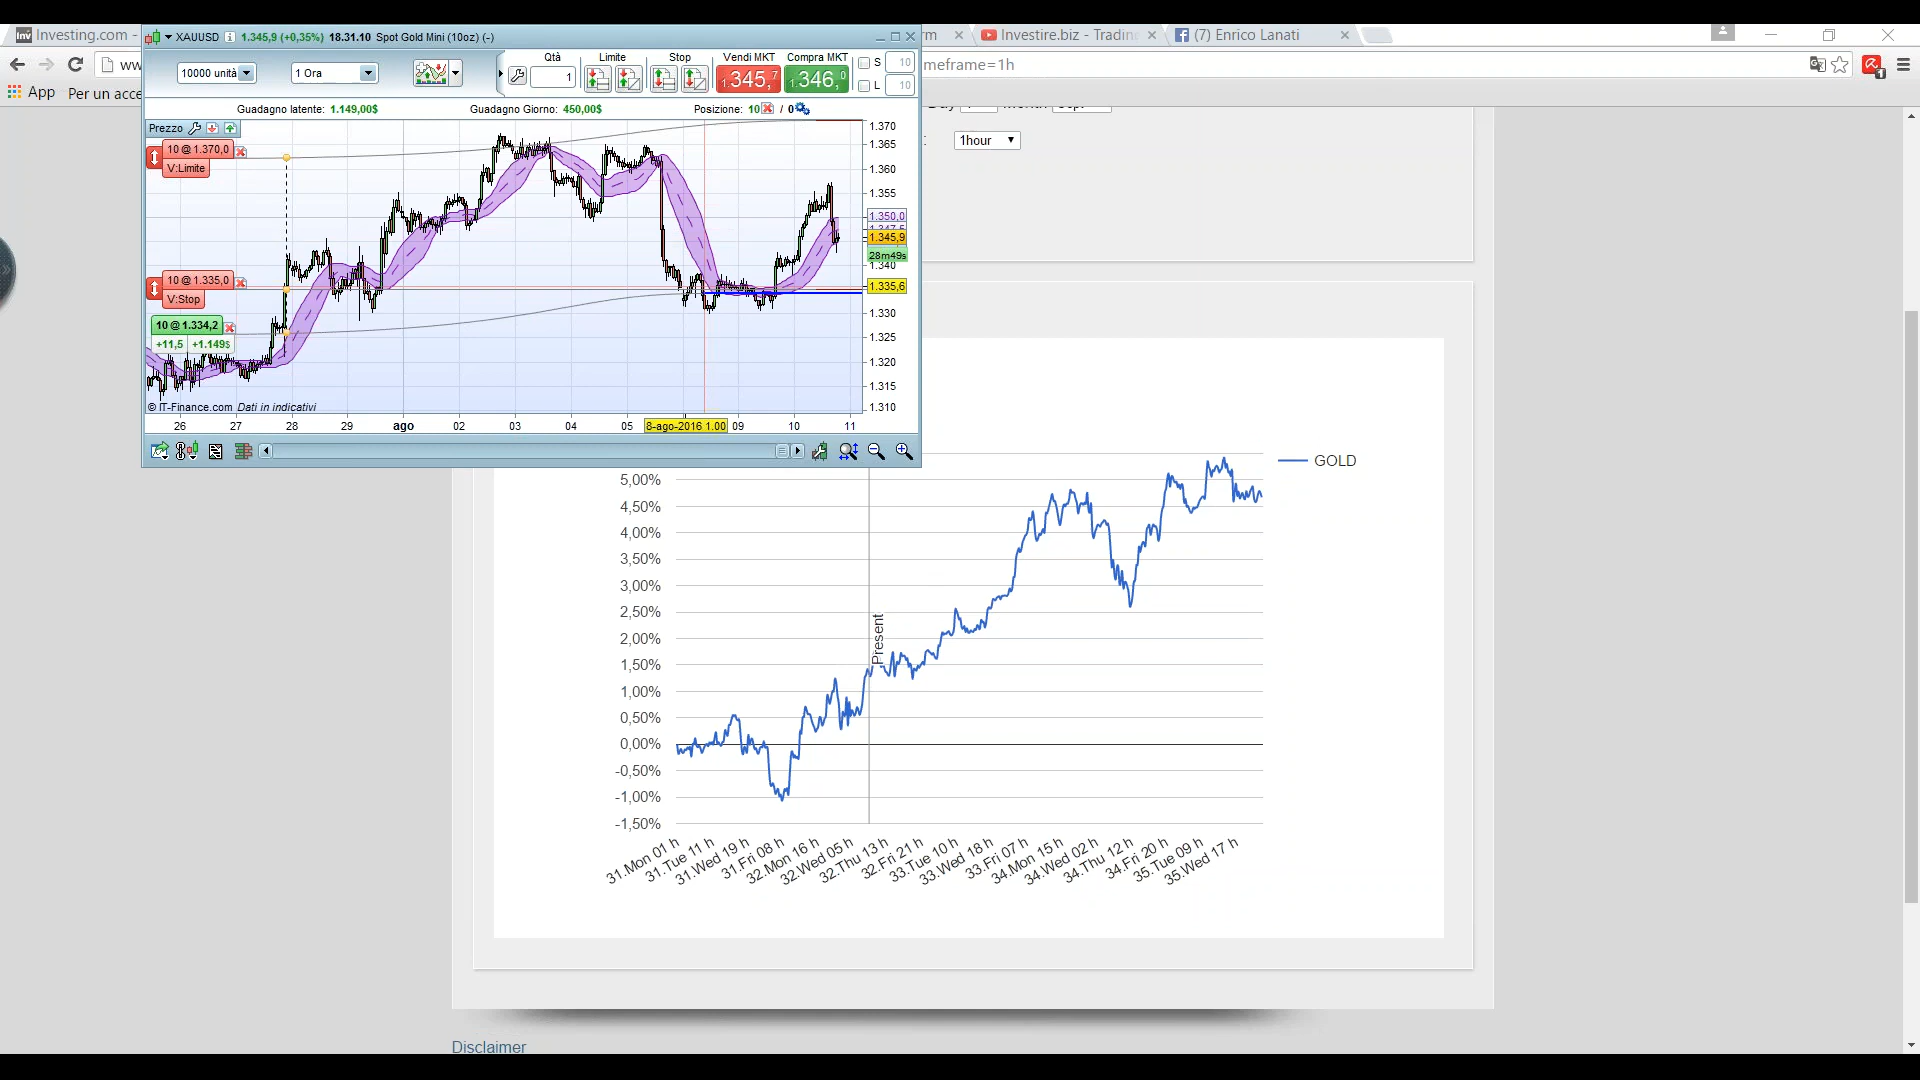 Investing.com -
XAUUSD 1.345,9 (+0,35%) 18.31.10 Spot Gold Mini (10oz) (-)
rm
Investire.biz - Trading
(7) Enrico Lanati
ww
meframe=1h
App
Per un acce
10000 unità
1 Ora
Qtà
1
Limite
Stop
Vendi MKT
1.345,7
Compra MKT
1.346,0
S 10
L 10
Guadagno latente: 1.149,00$
Guadagno Giorno: 450,00$
Posizione: 10 / 0
Prezzo
10 @ 1.370,0
V:Limite
10 @ 1.335,0
V:Stop
10 @ 1.334,2
+11,5 +1.149$
1.370
1.365
1.360
1.355
1.350,0
1.347,5
1.345,9
28m49s
1.340
1.335,6
1.330
1.325
1.320
1.315
1.310
© IT-Finance.com Dati in indicativi
26 27 28 29 ago 02 03 04 05 8-ago-2016 1.00 09 10 11
1hour
5,00%
4,50%
4,00%
3,50%
3,00%
2,50%
2,00%
1,50%
1,00%
0,50%
0,00%
-0,50%
-1,00%
-1,50%
GOLD
Present
31.Mon 01 h
31.Tue 11 h
31.Wed 19 h
31.Fri 08 h
32.Mon 16 h
32.Wed 05 h
32.Thu 13 h
32.Fri 21 h
33.Tue 10 h
33.Wed 18 h
33.Fri 07 h
34.Mon 15 h
34.Wed 02 h
34.Thu 12 h
34.Fri 20 h
35.Tue 09 h
35.Wed 17 h
Disclaimer